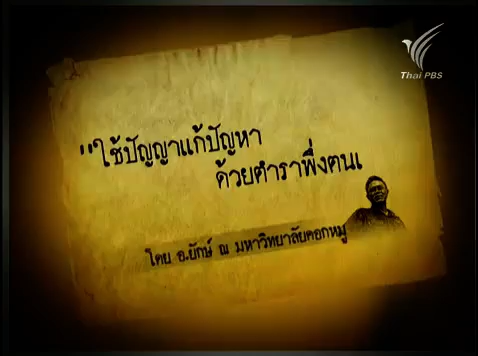 Thai PBS
"ใช้ปัญญาแก้ปัญหา
ด้วยตำราพึ่งตนเ
โดย อ.ยักษ์ ณ มหาวิทยาลัยคอกหมู